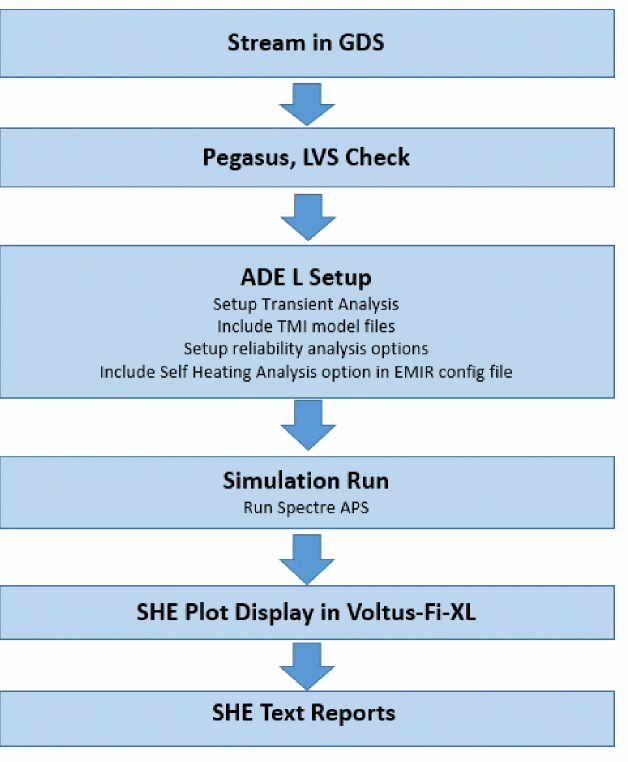 Stream in GDS
Pegasus, LVS Check
ADE L Setup
Setup Transient Analysis
Include TMI model files
Setup reliability analysis options
Include Self Heating Analysis option in EMIR config file
Simulation Run
Run Spectre APS
SHE Plot Display in Voltus-Fi-XL
SHE Text Reports